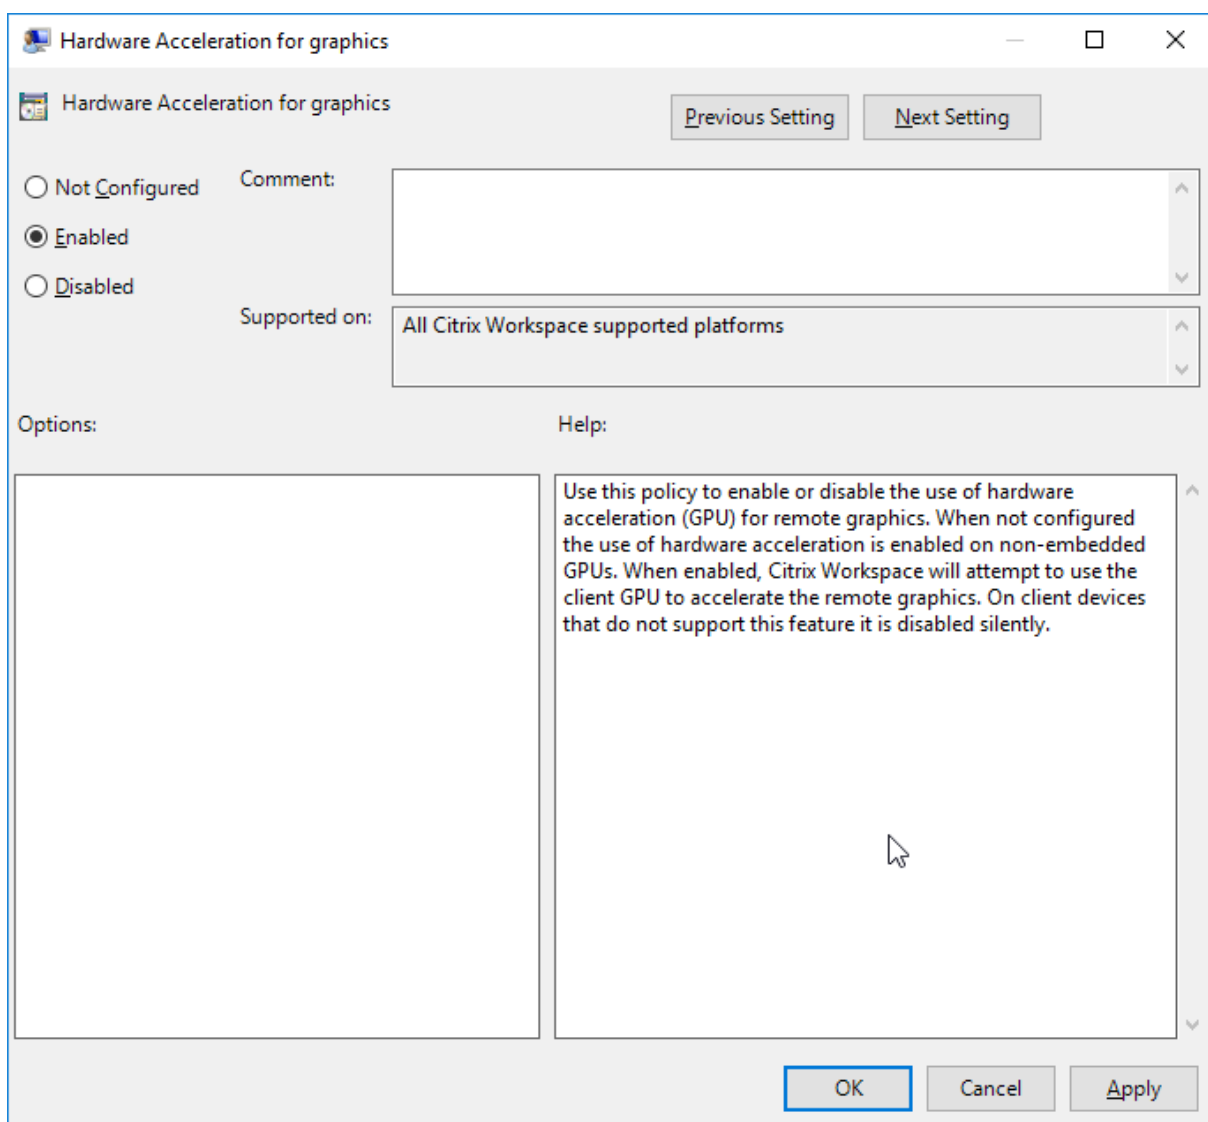 Hardware Acceleration for graphics
Hardware Acceleration for graphics
Previous Setting
Next Setting
Not Configured
Comment:
Enabled
Disabled
Supported on:
All Citrix Workspace supported platforms
Options:
Help:
Use this policy to enable or disable the use of hardware
acceleration (GPU) for remote graphics. When not configured
the use of hardware acceleration is enabled on non-embedded
GPUs. When enabled, Citrix Workspace will attempt to use the
client GPU to accelerate the remote graphics. On client devices
that do not support this feature it is disabled silently.
OK
Cancel
Apply